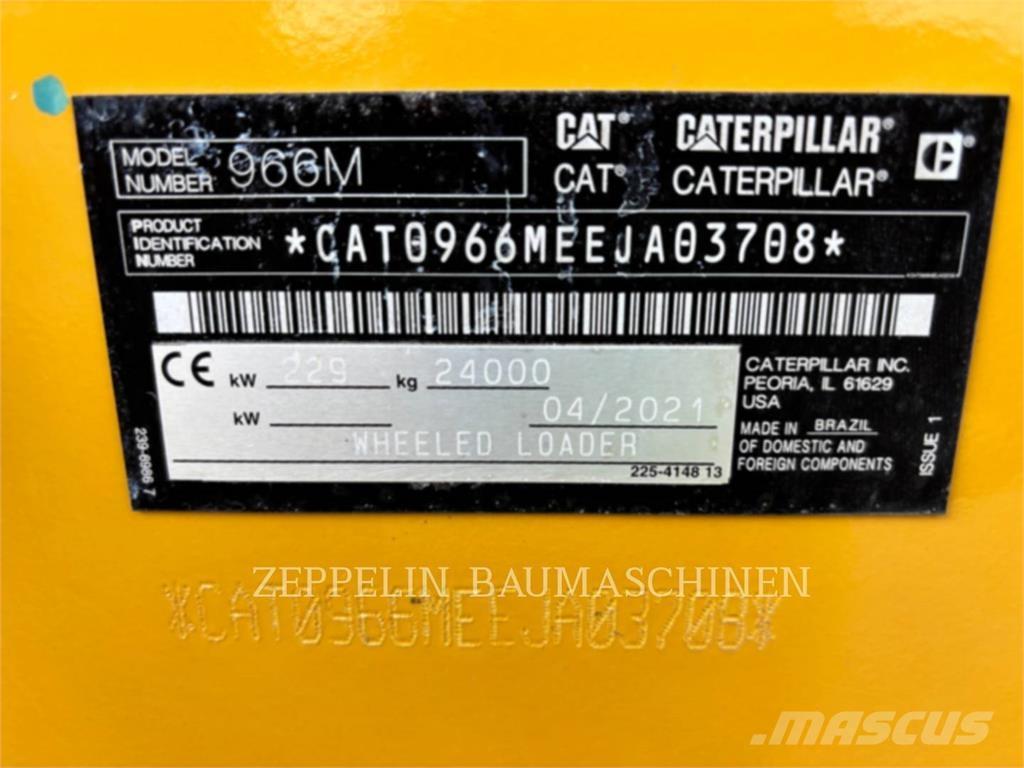 CAT® CATERPILLAR®
CAT® CATERPILLAR®
MODEL NUMBER 966M
PRODUCT IDENTIFICATION NUMBER *CAT0966MEEJA03708*
CE kW 229 kg 24000
kW 04/2021
WHEELED LOADER
225-4148 13
CATERPILLAR INC.
PEORIA, IL 61629
USA
MADE IN BRAZIL
OF DOMESTIC AND
FOREIGN COMPONENTS
ISSUE 1
239-6986 7
ZEPPELIN BAUMASCHINEN
*CAT0966MEEJA03708*
MASCUS